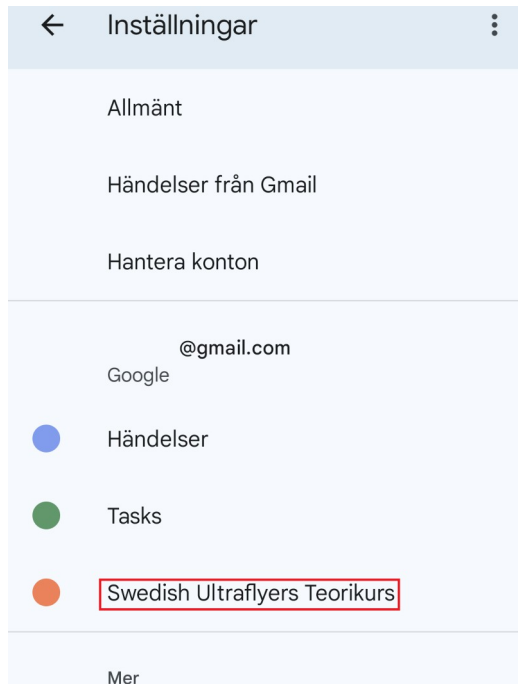 Inställningar
Allmänt
Händelser från Gmail
Hantera konton
@gmail.com
Google
Händelser
Tasks
Swedish Ultraflyers Teorikurs
Mer